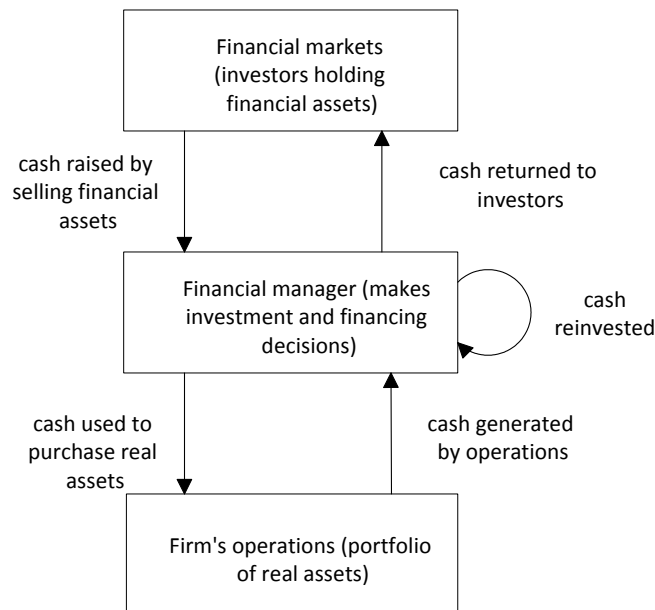 Financial markets
(investors holding
financial assets)
cash raised by
selling financial
assets
cash returned to
investors
Financial manager (makes
investment and financing
decisions)
cash
reinvested
cash used to
purchase real
assets
cash generated
by operations
Firm's operations (portfolio
of real assets)